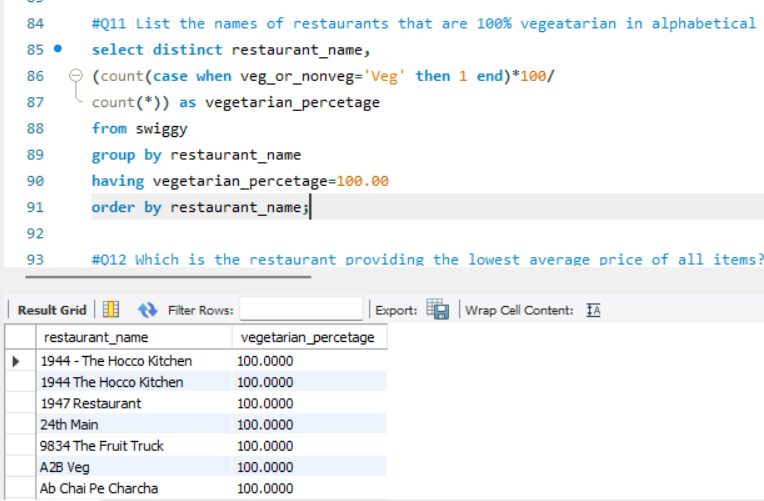 84 #Q11 List the names of restaurants that are 100% vegeatarian in alphabetical
85 select distinct restaurant_name,
86 (count(case when veg_or_nonveg='Veg' then 1 end)*100/
87 count(*)) as vegetarian_percetage
88 from swiggy
89 group by restaurant_name
90 having vegetarian_percetage=100.00
91 order by restaurant_name;
92
93 #Q12 Which is the restaurant providing the lowest average price of all items?
Result Grid Filter Rows: Export: Wrap Cell Content: IA
restaurant_name vegetarian_percetage
1944 - The Hocco Kitchen 100.0000
1944 The Hocco Kitchen 100.0000
1947 Restaurant 100.0000
24th Main 100.0000
9834 The Fruit Truck 100.0000
A2B Veg 100.0000
Ab Chai Pe Charcha 100.0000